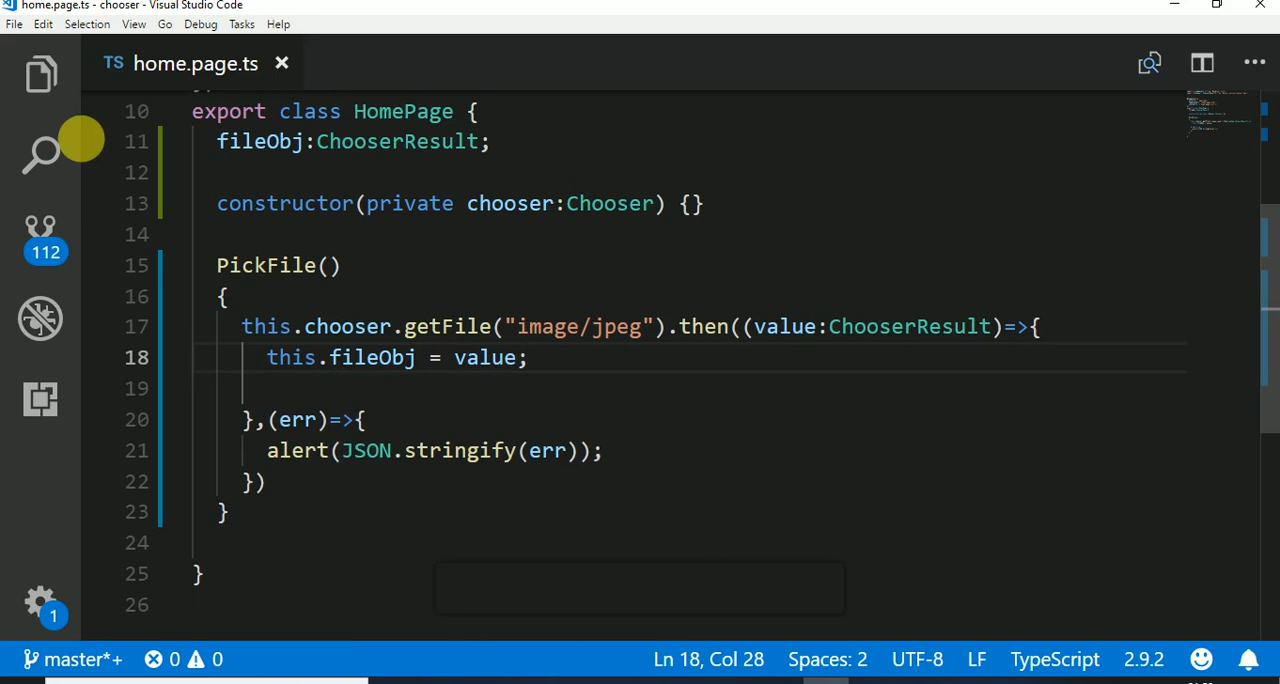 home.page.ts - chooser - Visual Studio Code
File Edit Selection View Go Debug Tasks Help
TS home.page.ts ×
10 export class HomePage {
11 fileObj:ChooserResult;
12
13 constructor(private chooser:Chooser) {}
14
15 PickFile()
16 {
17 this.chooser.getFile("image/jpeg").then((value:ChooserResult)=>{
18 this.fileObj = value;
19
20 },(err)=>{
21 alert(JSON.stringify(err));
22 })
23 }
24
25 }
26
112
1
master*+ 0 0 Ln 18, Col 28 Spaces: 2 UTF-8 LF TypeScript 2.9.2